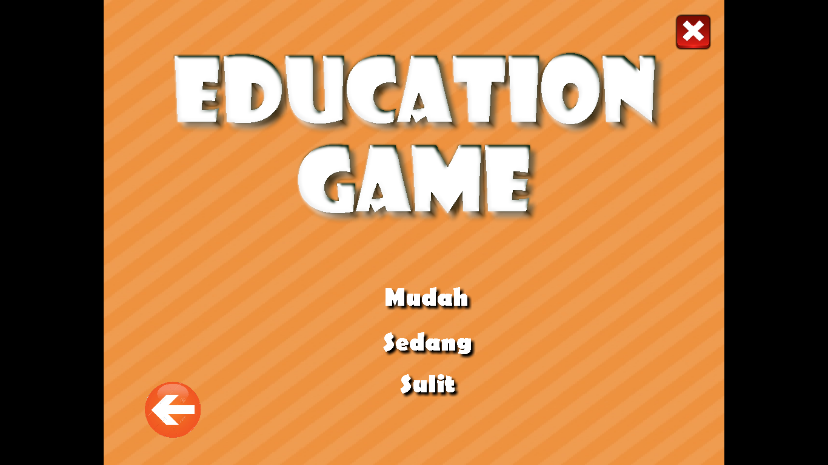 EDUCATION
GAME
Mudah
Sedang
Sulit